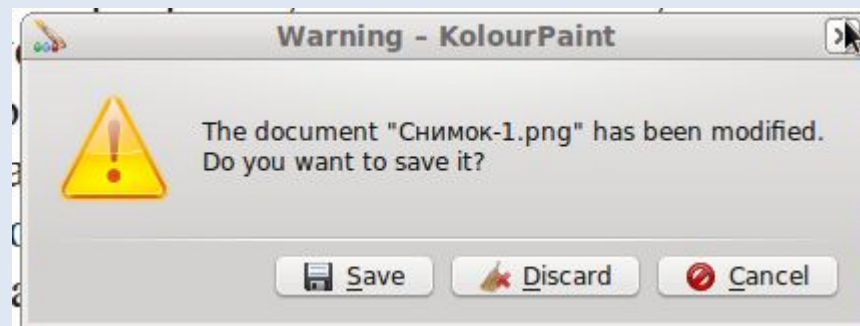 Warning – KolourPaint
The document "Снимок-1.png" has been modified.
Do you want to save it?
Save
Discard
Cancel